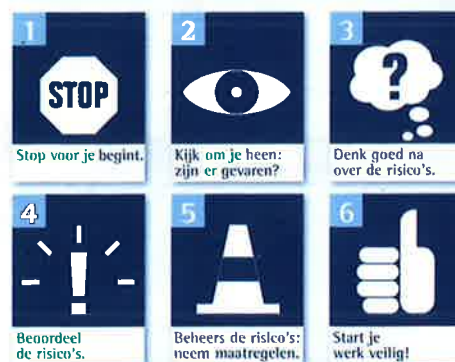 1
STOP
Stop voor je begint.
2
Kijk om je heen:
zijn er gevaren?
3
?
Denk goed na
over de risico's.
4
!
Beoordeel
de risico's.
5
Beheers de risico's:
neem maatregelen.
6
Start je
werk veilig!